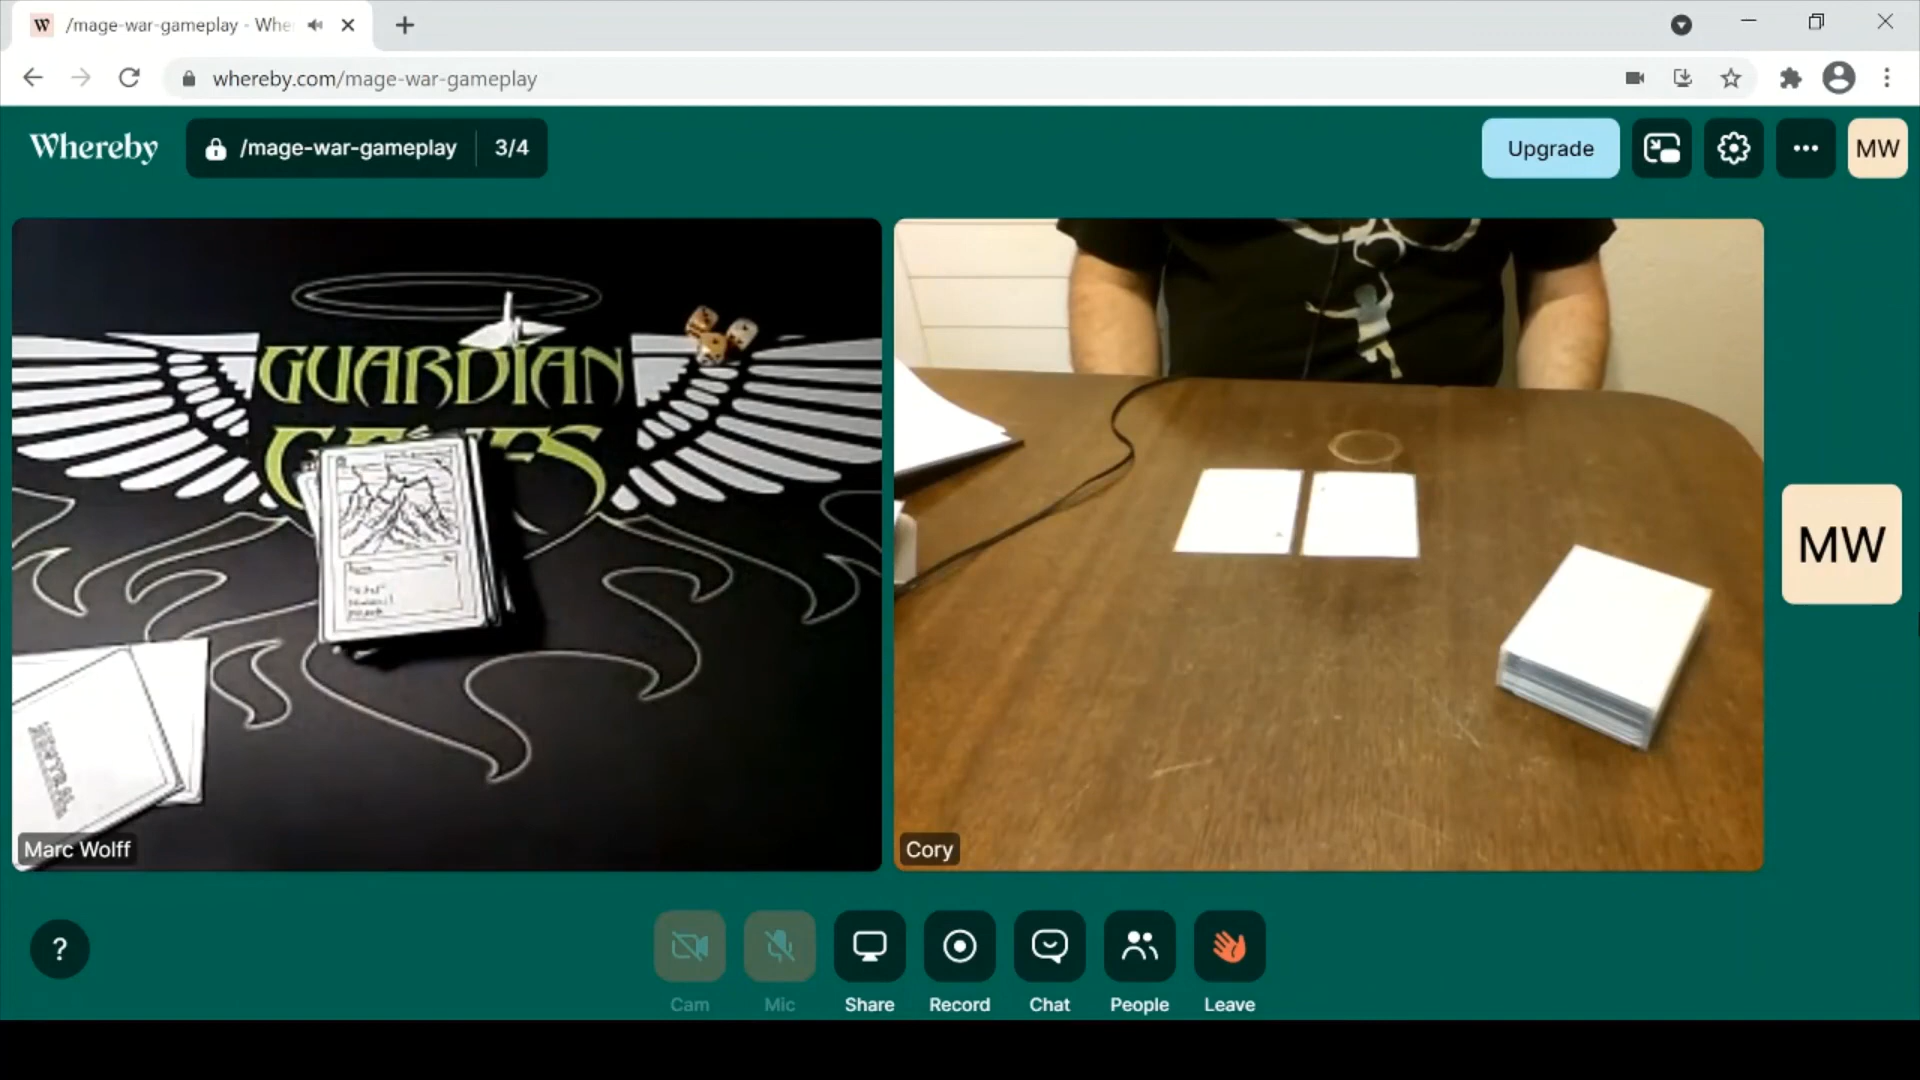 W /mage-war-gameplay - Whe
whereby.com/mage-war-gameplay
Whereby
/mage-war-gameplay 3/4
Upgrade
MW
GUARDIAN
GAMES
MW
Marc Wolff
Cory
?
Cam
Mic
Share
Record
Chat
People
Leave